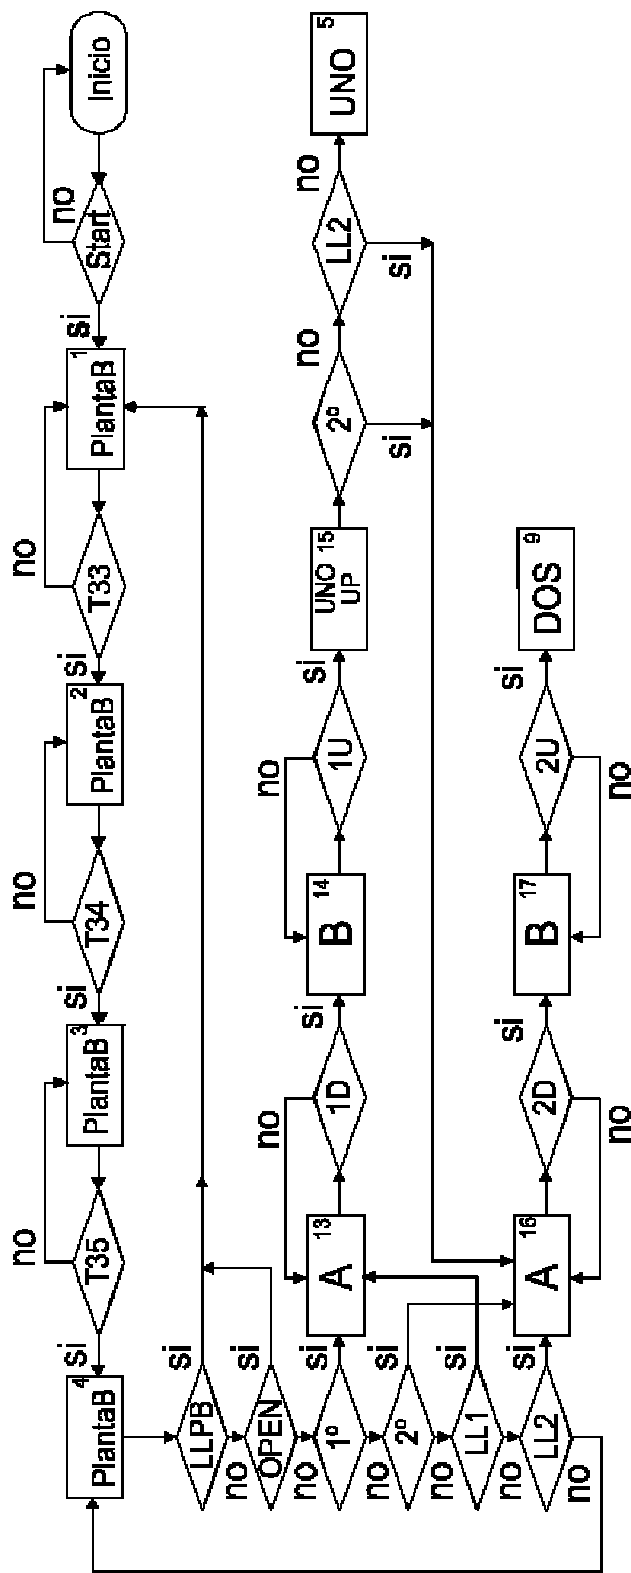 Inicio
Start
no
si
1
PlantaB
T33
no
si
2
PlantaB
T34
no
si
3
PlantaB
T35
no
si
4
PlantaB
LLPB
si
no
OPEN
si
no
1º
si
no
2º
si
no
LL1
si
no
LL2
si
no
13
A
1D
no
si
14
B
1U
no
si
UNO 15
UP
2º
no
si
LL2
no
si
5
UNO
16
A
2D
no
si
17
B
2U
no
si
9
DOS